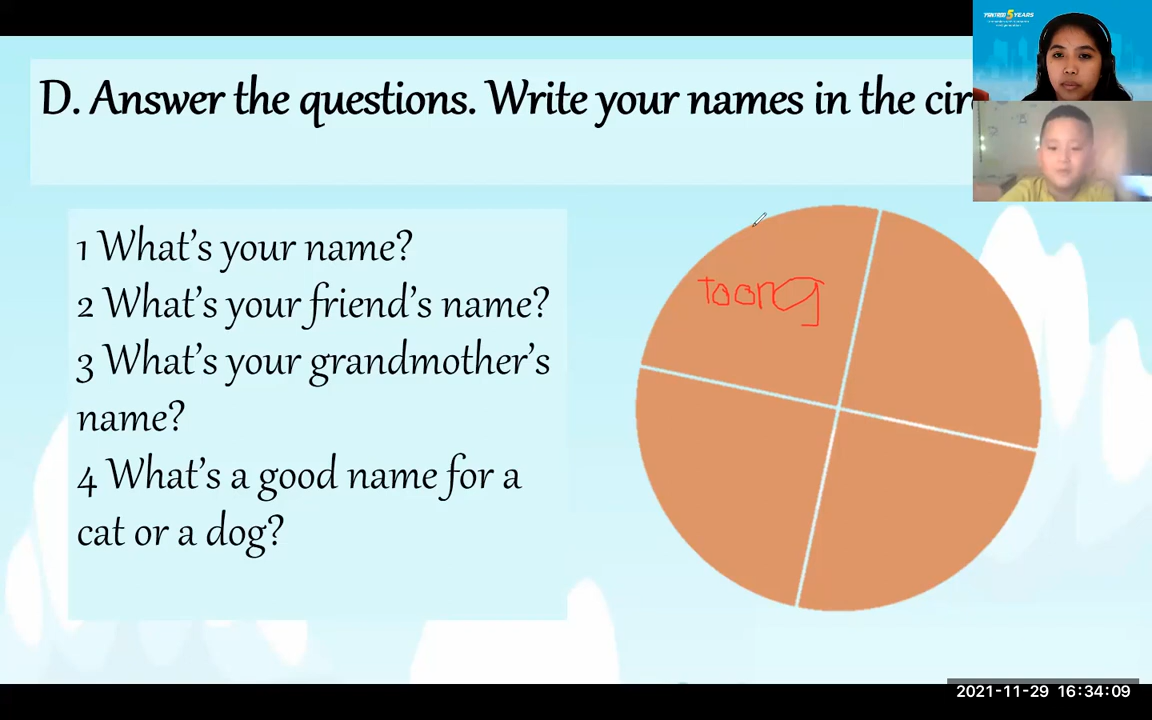 5 YEARS
D. Answer the questions. Write your names in the cir
1 What's your name?
2 What's your friend's name?
3 What's your grandmother's
name?
4 What's a good name for a
cat or a dog?
toong
2021-11-29 16:34:09